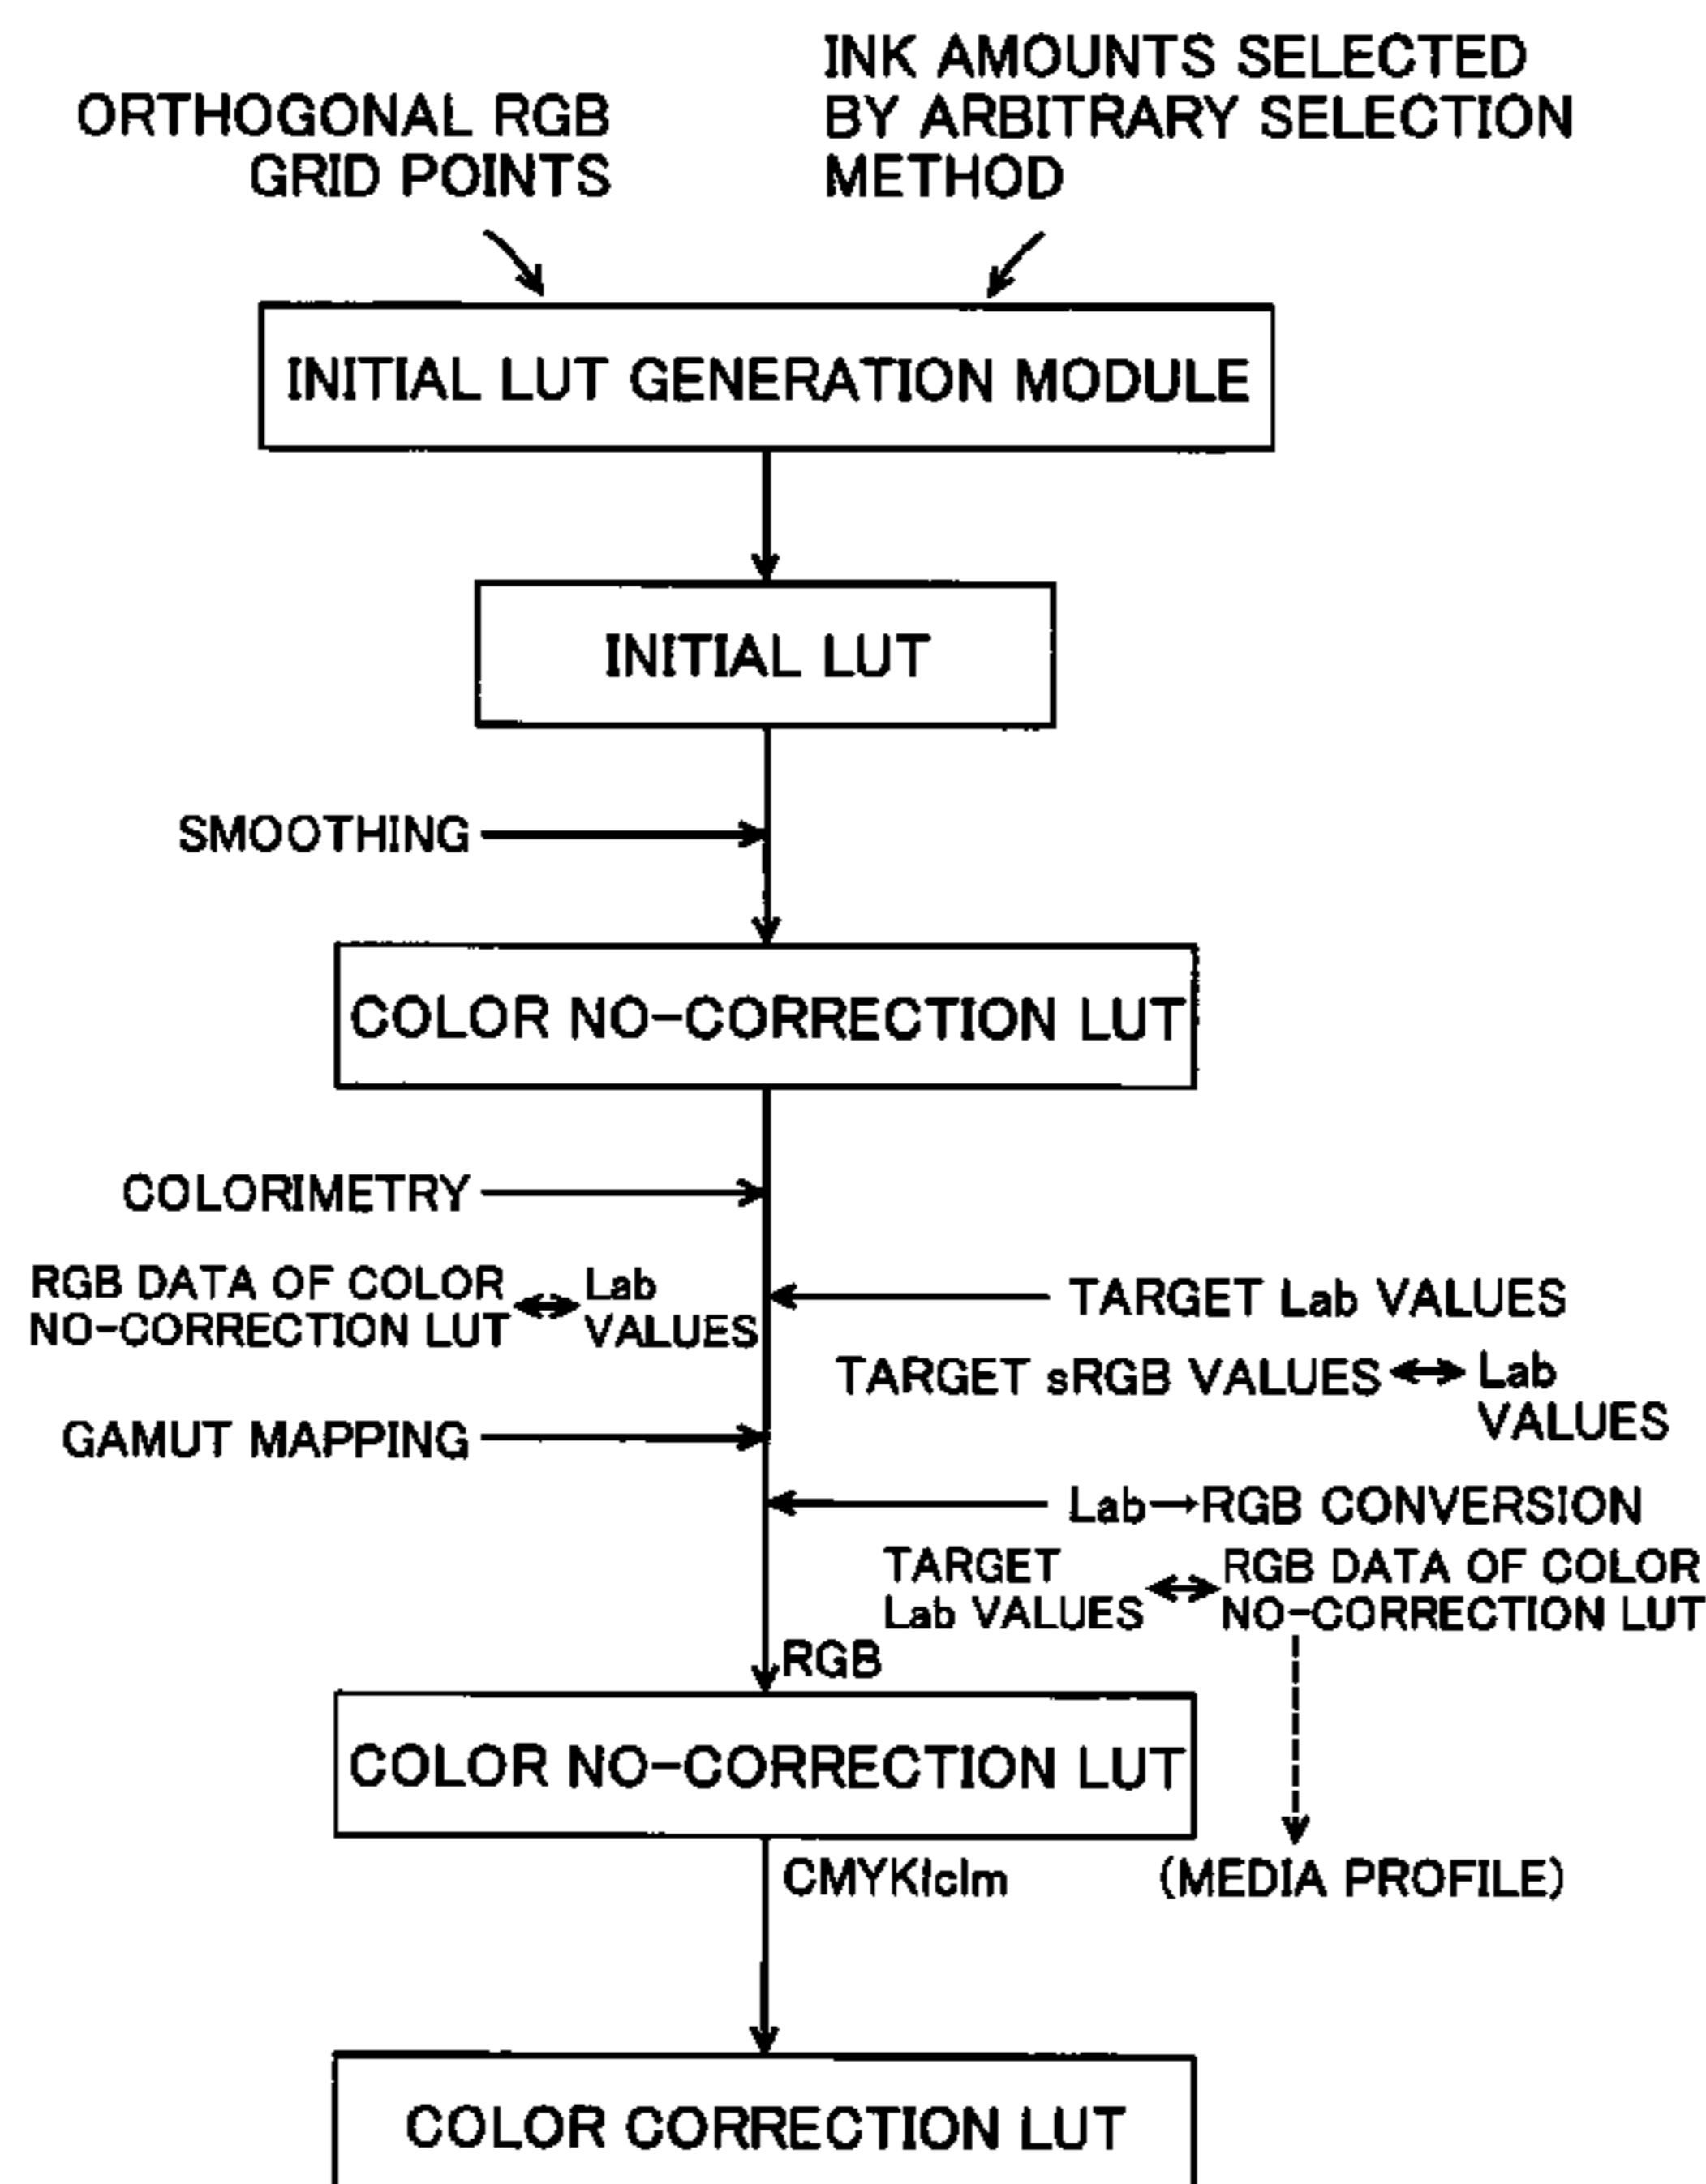 ORTHOGONAL RGB
GRID POINTS
INK AMOUNTS SELECTED
BY ARBITRARY SELECTION
METHOD
INITIAL LUT GENERATION MODULE
INITIAL LUT
SMOOTHING
COLOR NO-CORRECTION LUT
COLORIMETRY
RGB DATA OF COLOR
NO-CORRECTION LUT
Lab
VALUES
TARGET Lab VALUES
TARGET sRGB VALUES
Lab
VALUES
GAMUT MAPPING
Lab→RGB CONVERSION
TARGET
Lab VALUES
RGB DATA OF COLOR
NO-CORRECTION LUT
RGB
COLOR NO-CORRECTION LUT
CMYKlclm
(MEDIA PROFILE)
COLOR CORRECTION LUT